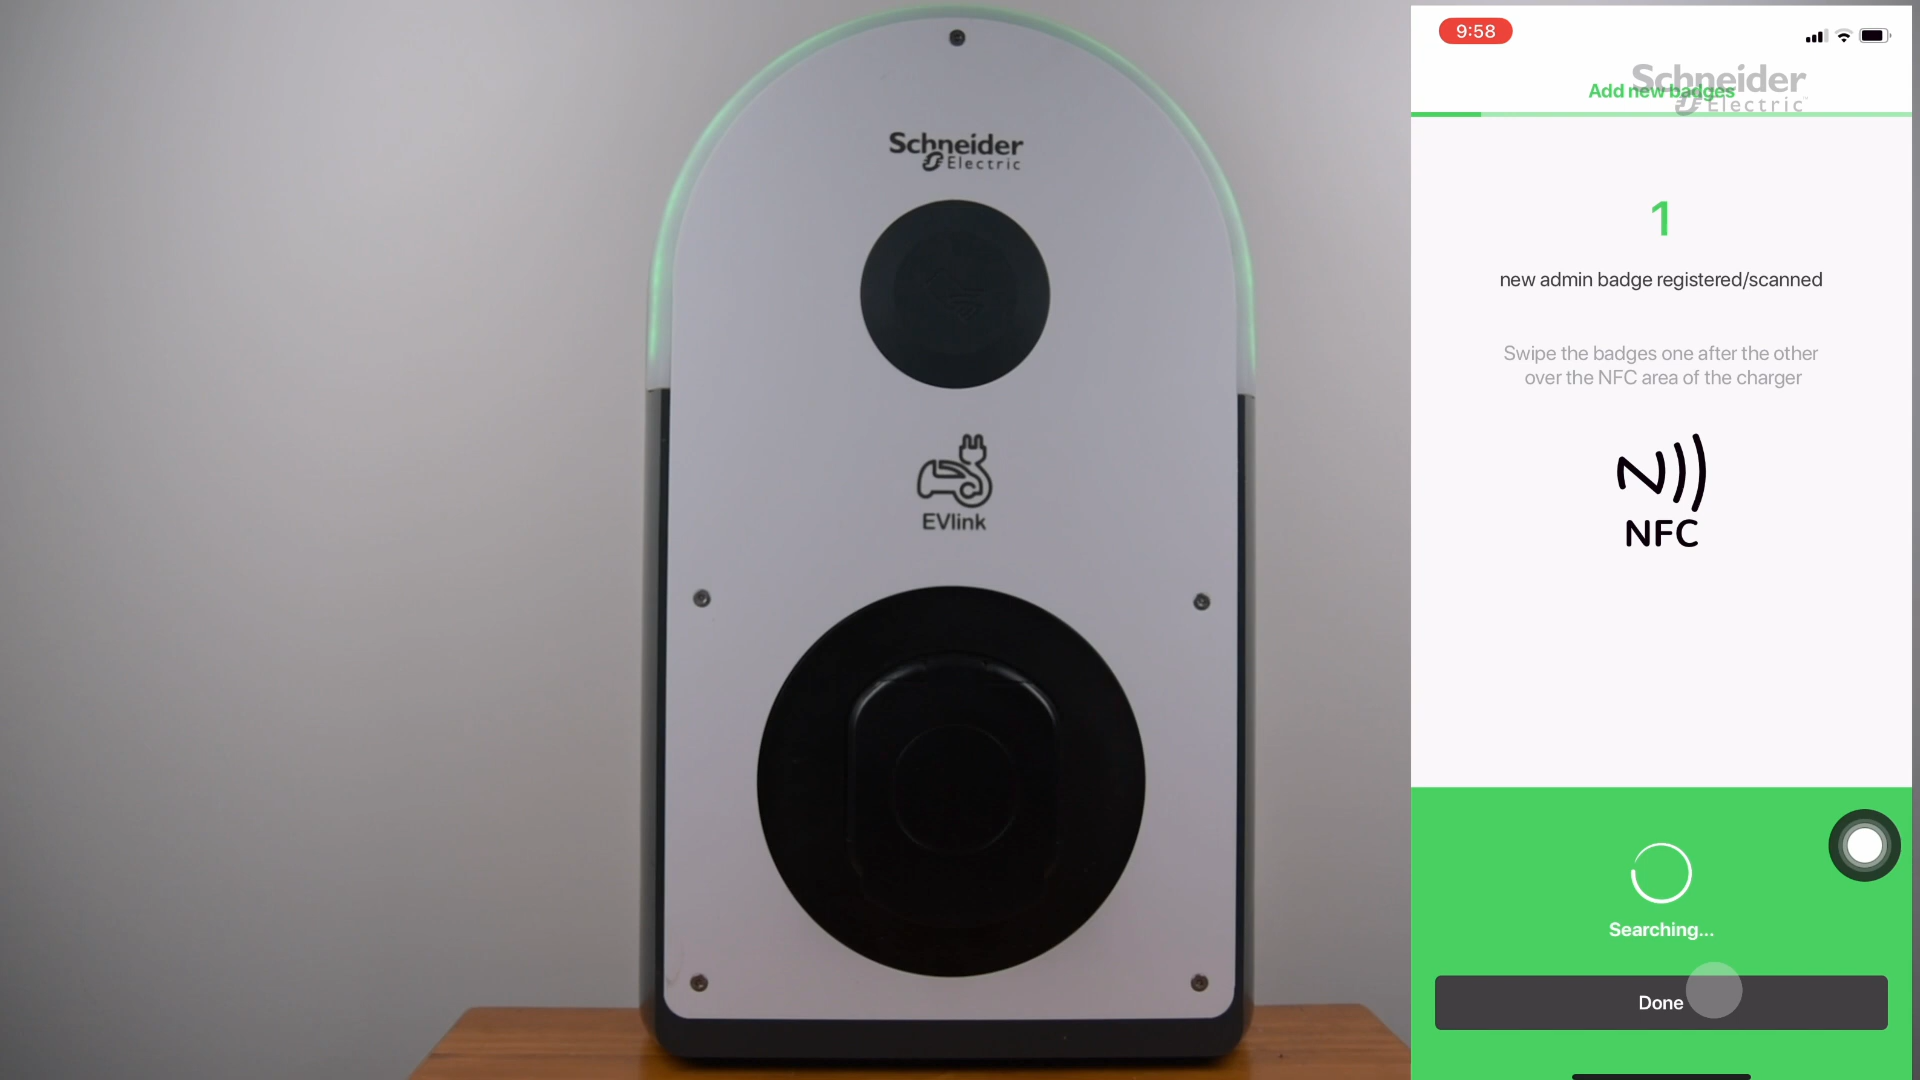 Schneider
Electric
EVlink
9:58
Add new badges
Schneider
Electric
1
new admin badge registered/scanned
Swipe the badges one after the other
over the NFC area of the charger
N
NFC
Searching...
Done